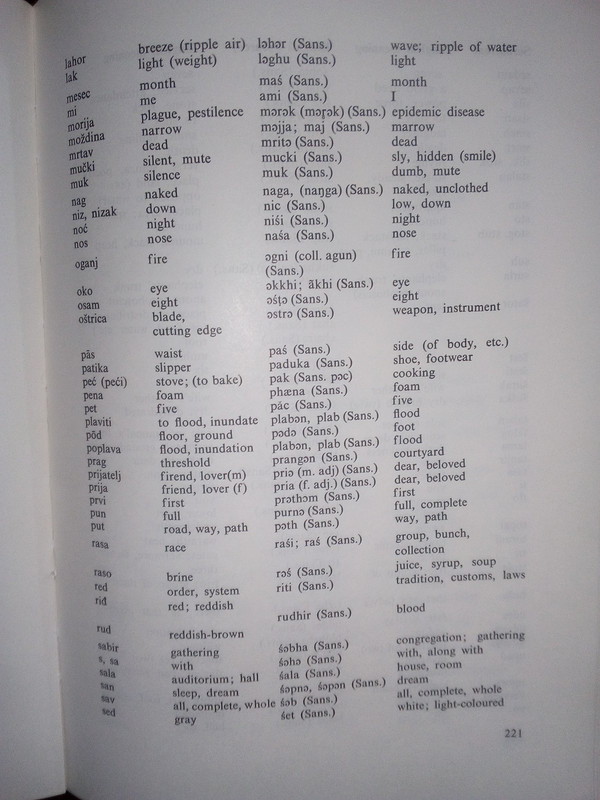 lahor breeze (ripple air) ləhər (Sans.) wave; ripple of water
lak light (weight) ləghu (Sans.) light
mesec month maś (Sans.) month
mi me ami (Sans.) I
morija plague, pestilence mərək (mərək) (Sans.) epidemic disease
moždina narrow məjja; maj (Sans.) marrow
mrtav dead mritə (Sans.) dead
mučki silent, mute mucki (Sans.) sly, hidden (smile)
muk silence muk (Sans.) dumb, mute
nag naked naga, (naŋga) (Sans.) naked, unclothed
niz, nizak down nic (Sans.) low, down
noć night niśi (Sans.) night
nos nose naśa (Sans.) nose
oganj fire əgni (coll. agun) fire
(Sans.)
oko eye əkkhi; ãkhi (Sans.) eye
osam eight əśṭə (Sans.) eight
oštrica blade, əstrə (Sans.) weapon, instrument
cutting edge
pās waist paś (Sans.) side (of body, etc.)
patika slipper paduka (Sans.) shoe, footwear
peć (peći) stove; (to bake) pak (Sans. pəc) cooking
pena foam phæna (Sans.) foam
pet five pãc (Sans.) five
plaviti to flood, inundate plabən, plab (Sans.) flood
pōd floor, ground pədə (Sans.) foot
poplava flood, inundation plabən, plab (Sans.) flood
prag threshold prangən (Sans.) courtyard
prijatelj firend, lover(m) priə (m. adj) (Sans.) dear, beloved
prija friend, lover (f) pria (f. adj.) (Sans.) dear, beloved
prvi first prəthəm (Sans.) first
pun full purnə (Sans.) full, complete
put road, way, path pəth (Sans.) way, path
rasa race raśi; raś (Sans.) group, bunch,
collection
raso brine rəś (Sans.) juice, syrup, soup
red order, system riti (Sans.) tradition, customs, laws
rid red; reddish
rudhir (Sans.) blood
rud reddish-brown
sabir gathering śəbha (Sans.) congregation; gathering
s, sa with śəhə (Sans.) with, along with
sala auditorium; hall śala (Sans.) house, room
san sleep, dream śəpnə, śəpən (Sans.) dream
sav all, complete, whole śəb (Sans.) all, complete, whole
sed gray śet (Sans.) white; light-coloured
221